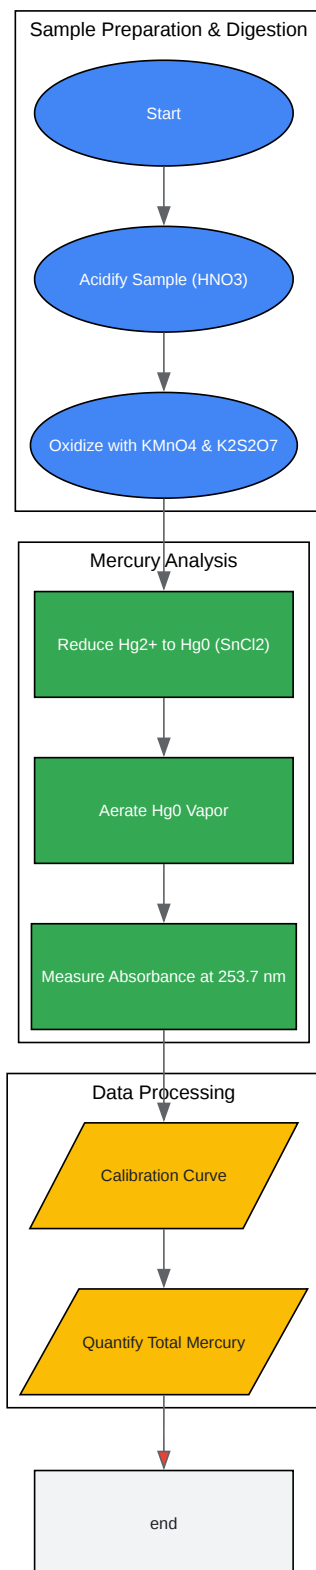 Sample Preparation & Digestion
Start
Acidify Sample (HNO3)
Oxidize with KMnO4 & K2S2O7
Mercury Analysis
Reduce Hg2+ to Hg0 (SnCl2)
Aerate Hg0 Vapor
Measure Absorbance at 253.7 nm
Data Processing
Calibration Curve
Quantify Total Mercury
end